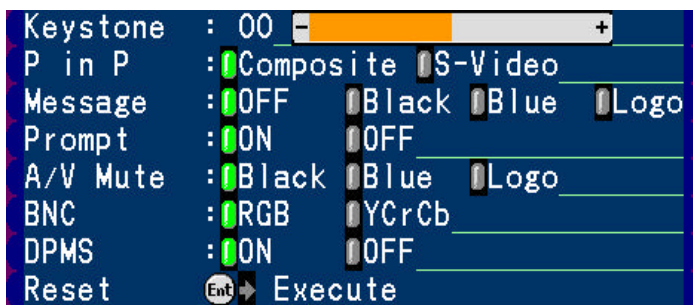 Keystone : 00 - +
P in P : Composite S-Video
Message : OFF Black Blue Logo
Prompt : ON OFF
A/V Mute : Black Blue Logo
BNC : RGB YCrCb
DPMS : ON OFF
Reset Ent Execute